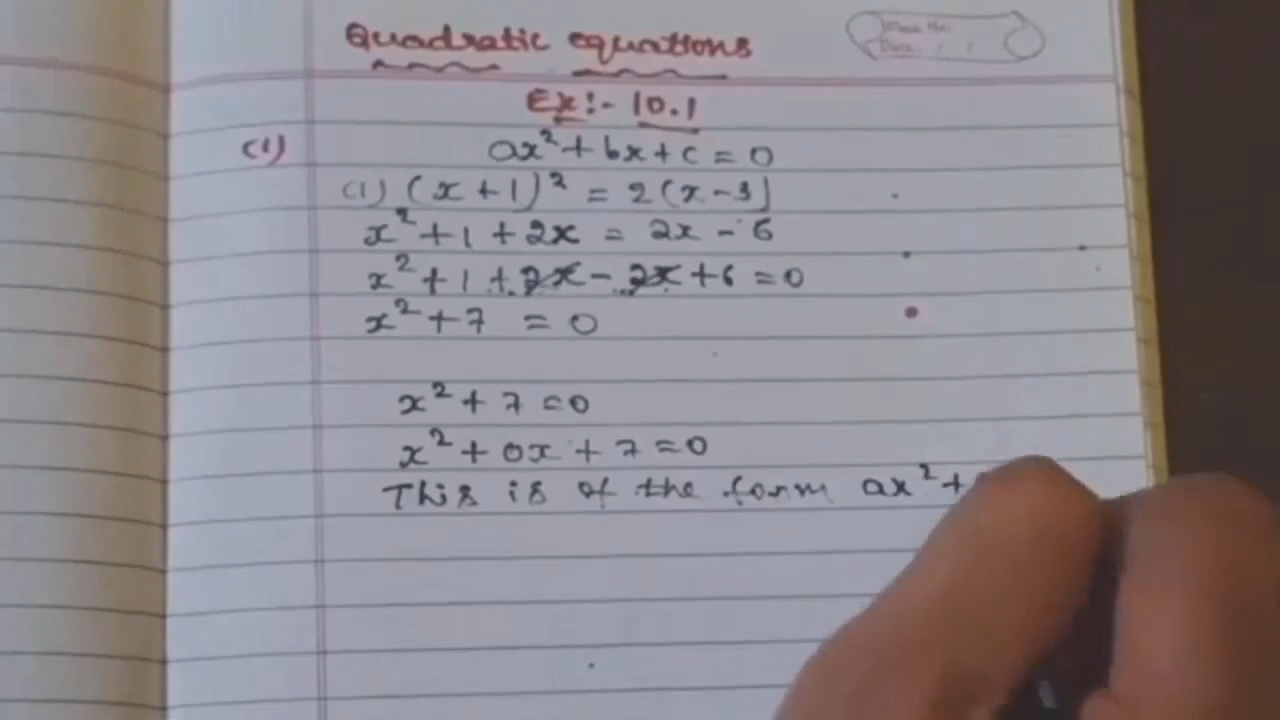 Quadratic equations
Ex:- 10.1
(1) ax² + bx + c = 0
(1) (x + 1)² = 2(x - 3)
x² + 1 + 2x = 2x - 6
x² + 1 + 2x - 2x + 6 = 0
x² + 7 = 0
x² + 7 = 0
x² + 0x + 7 = 0
This is of the form ax² +